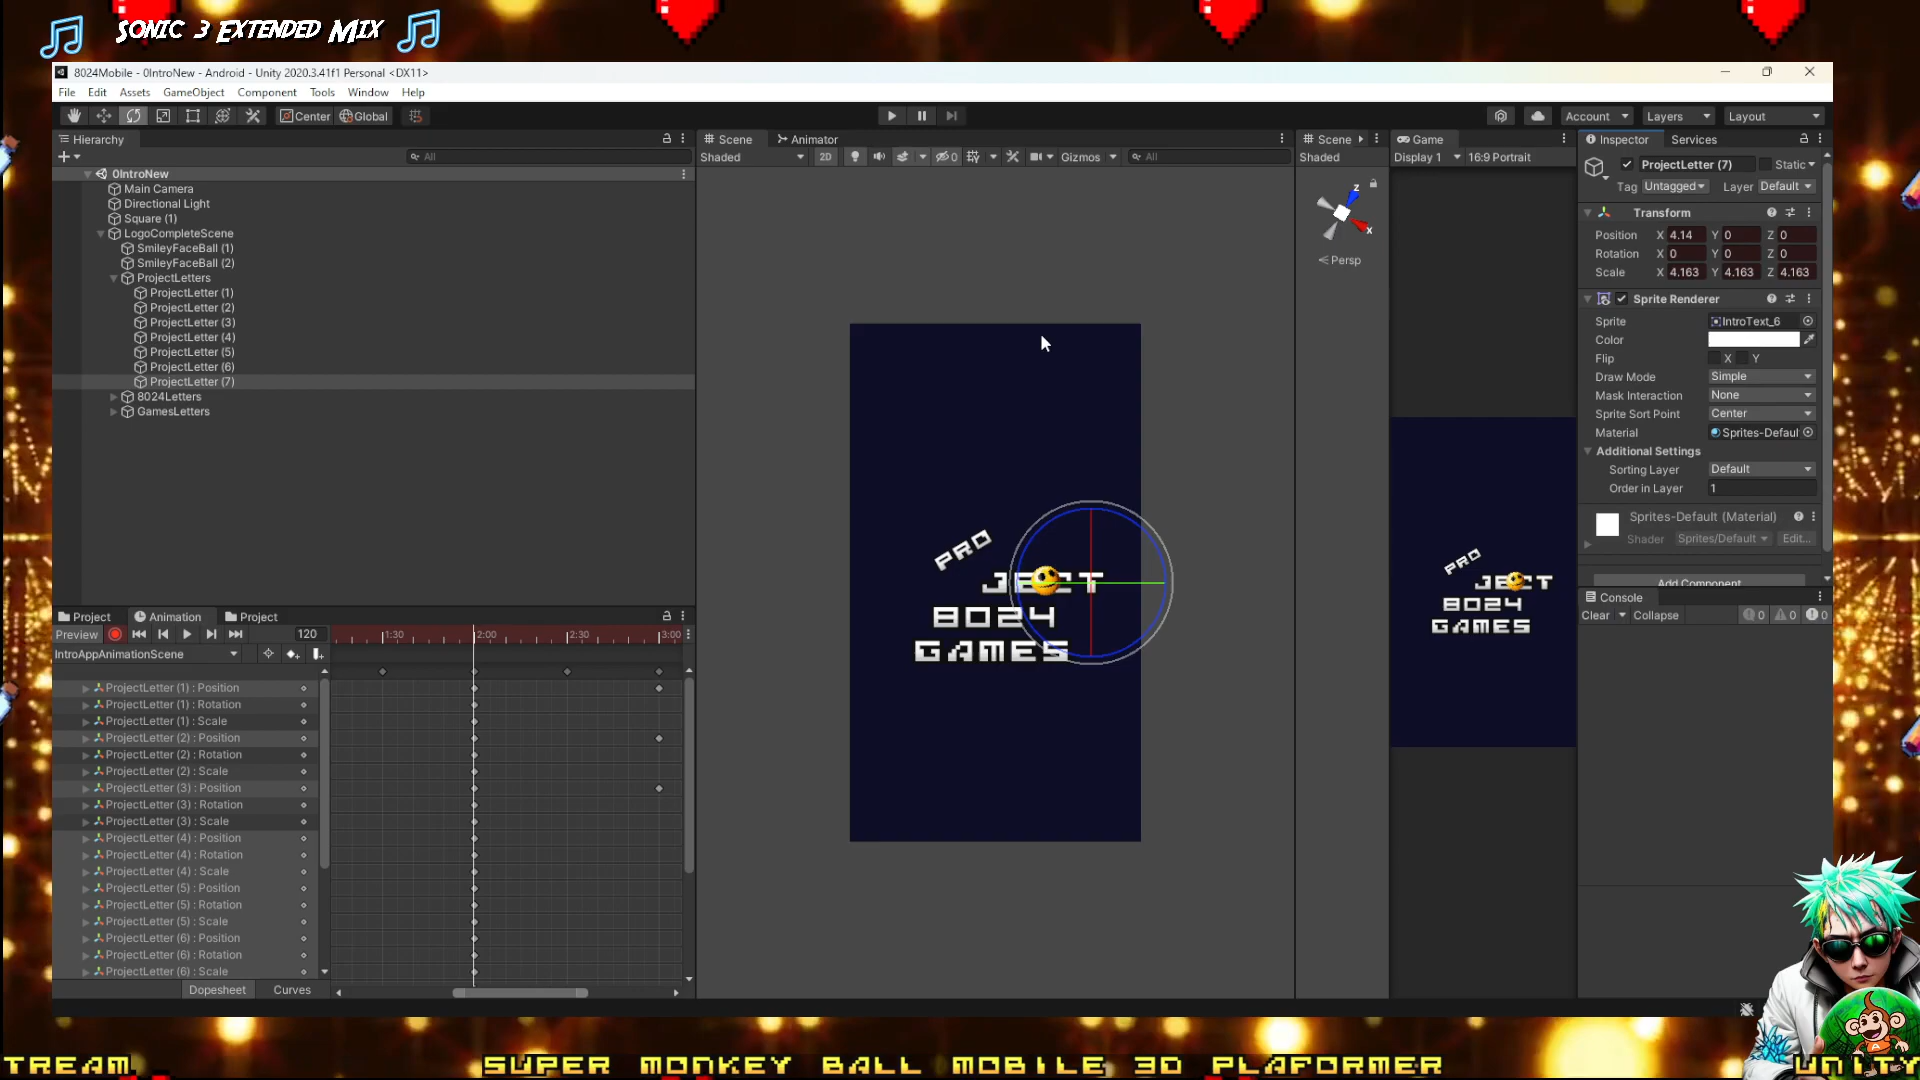 Sonic 3 Extended Mix
8024Mobile - 0IntroNew - Android - Unity 2020.3.41f1 Personal <DX11>
File Edit Assets GameObject Component Tools Window Help
Center Global
Account Layers Layout
Hierarchy
All
0IntroNew
Main Camera
Directional Light
Square (1)
LogoCompleteScene
SmileyFaceBall (1)
SmileyFaceBall (2)
ProjectLetters
ProjectLetter (1)
ProjectLetter (2)
ProjectLetter (3)
ProjectLetter (4)
ProjectLetter (5)
ProjectLetter (6)
ProjectLetter (7)
8024Letters
GamesLetters
Scene Animator
Shaded 2D 0 Gizmos All
PRO
JECT
8024
GAMES
Scene
Shaded
z
x
Persp
Game
Display 1 16:9 Portrait
PRO
JECT
8024
GAMES
Inspector Services
ProjectLetter (7) Static
Tag Untagged Layer Default
Transform
Position X 4.14 Y 0 Z 0
Rotation X 0 Y 0 Z 0
Scale X 4.163 Y 4.163 Z 4.163
Sprite Renderer
Sprite IntroText_6
Color
Flip X Y
Draw Mode Simple
Mask Interaction None
Sprite Sort Point Center
Material Sprites-Defaul
Additional Settings
Sorting Layer Default
Order in Layer 1
Sprites-Default (Material)
Shader Sprites/Default Edit...
Add Component
Console
Clear Collapse 0 0 0
Project Animation Project
Preview 120 1:30 2:00 2:30 3:00
IntroAppAnimationScene
ProjectLetter (1) : Position
ProjectLetter (1) : Rotation
ProjectLetter (1) : Scale
ProjectLetter (2) : Position
ProjectLetter (2) : Rotation
ProjectLetter (2) : Scale
ProjectLetter (3) : Position
ProjectLetter (3) : Rotation
ProjectLetter (3) : Scale
ProjectLetter (4) : Position
ProjectLetter (4) : Rotation
ProjectLetter (4) : Scale
ProjectLetter (5) : Position
ProjectLetter (5) : Rotation
ProjectLetter (5) : Scale
ProjectLetter (6) : Position
ProjectLetter (6) : Rotation
ProjectLetter (6) : Scale
Dopesheet Curves
TREAM SUPER MONKEY BALL MOBILE 3D PLAFORMER UNITY